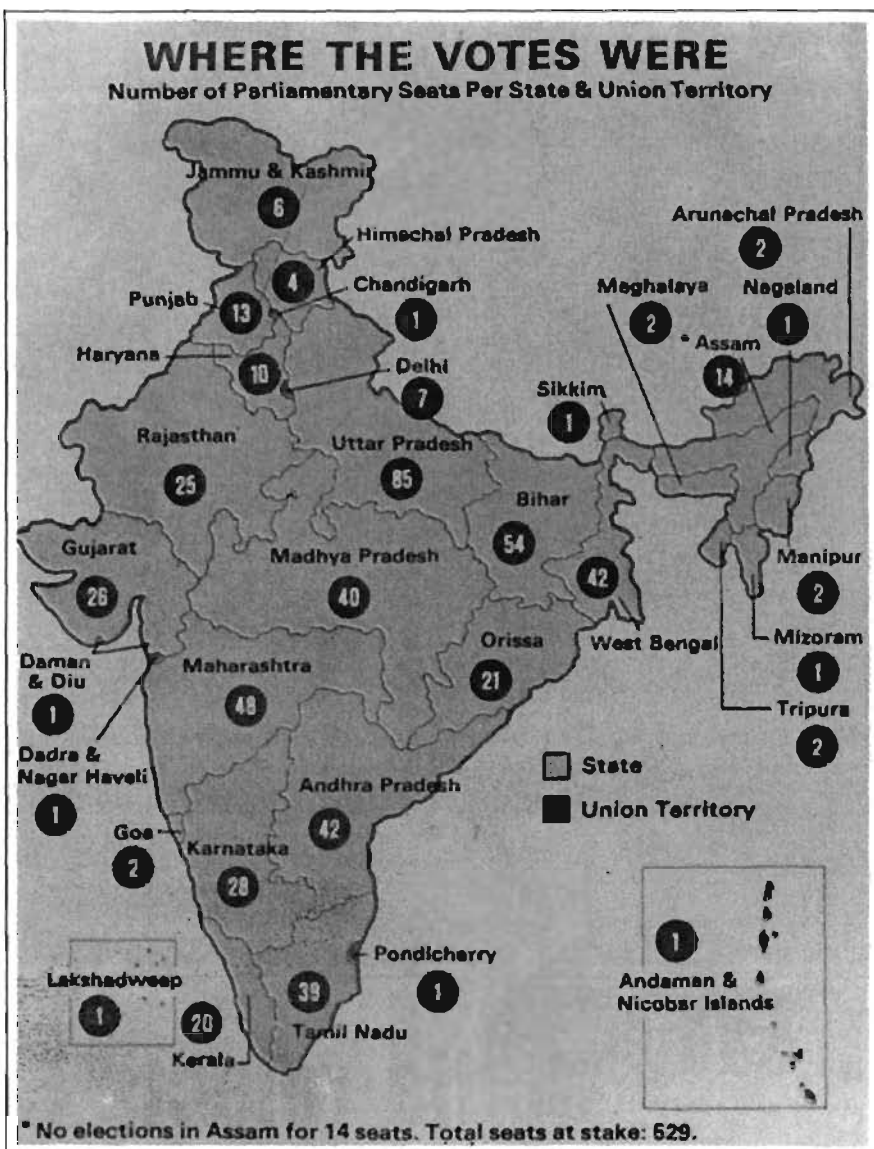 WHERE THE VOTES WERE
Number of Parliamentary Seats Per State & Union Territory
Jammu & Kashmir
6
Himachal Pradesh
4
Chandigarh
1
Punjab
13
Haryana
10
Delhi
7
Arunachal Pradesh
2
Meghalaya
2
Nagaland
1
*Assam
14
Sikkim
1
Rajasthan
25
Uttar Pradesh
85
Bihar
54
Gujarat
26
Madhya Pradesh
40
42
West Bengal
Manipur
2
Mizoram
1
Tripura
2
Orissa
21
Daman
& Diu
1
Maharashtra
48
Dadra &
Nagar Haveli
1
State
Union Territory
Andhra Pradesh
42
Goa
2
Karnataka
28
Pondicherry
1
1
Andaman &
Nicobar Islands
Lakshadweep
1
20
Kerala
39
Tamil Nadu
*No elections in Assam for 14 seats. Total seats at stake: 529.